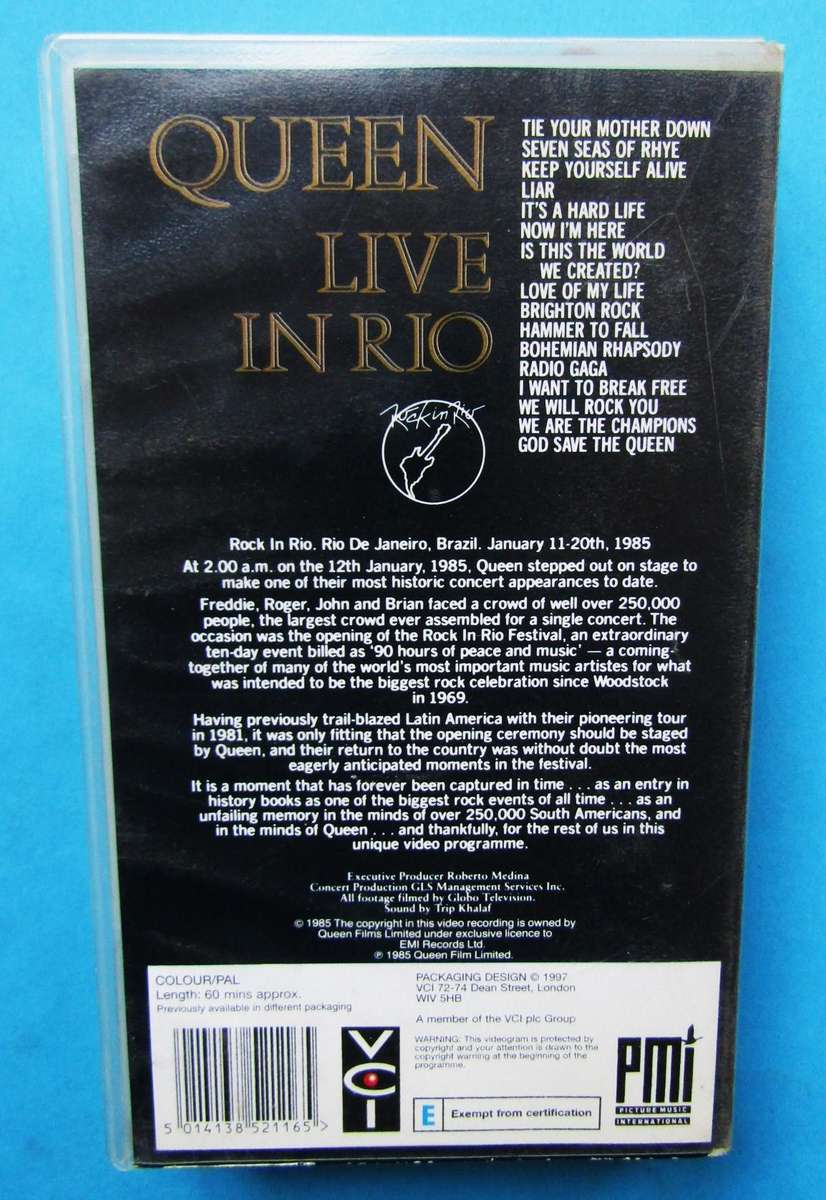 QUEEN
LIVE
IN RIO
Rock in Rio
TIE YOUR MOTHER DOWN
SEVEN SEAS OF RHYE
KEEP YOURSELF ALIVE
LIAR
IT'S A HARD LIFE
NOW I'M HERE
IS THIS THE WORLD
WE CREATED?
LOVE OF MY LIFE
BRIGHTON ROCK
HAMMER TO FALL
BOHEMIAN RHAPSODY
RADIO GAGA
I WANT TO BREAK FREE
WE WILL ROCK YOU
WE ARE THE CHAMPIONS
GOD SAVE THE QUEEN
Rock In Rio. Rio De Janeiro, Brazil. January 11-20th, 1985
At 2.00 a.m. on the 12th January, 1985, Queen stepped out on stage to
make one of their most historic concert appearances to date.
Freddie, Roger, John and Brian faced a crowd of well over 250,000
people, the largest crowd ever assembled for a single concert. The
occasion was the opening of the Rock In Rio Festival, an extraordinary
ten-day event billed as '90 hours of peace and music' — a coming-
together of many of the world's most important music artistes for what
was intended to be the biggest rock celebration since Woodstock
in 1969.
Having previously trail-blazed Latin America with their pioneering tour
in 1981, it was only fitting that the opening ceremony should be staged
by Queen, and their return to the country was without doubt the most
eagerly anticipated moments in the festival.
It is a moment that has forever been captured in time . . . as an entry in
history books as one of the biggest rock events of all time . . . as an
unfailing memory in the minds of over 250,000 South Americans, and
in the minds of Queen . . . and thankfully, for the rest of us in this
unique video programme.
Executive Producer Roberto Medina
Concert Production GLS Management Services Inc.
All footage filmed by Globo Television.
Sound by Trip Khalaf
© 1985 The copyright in this video recording is owned by
Queen Films Limited under exclusive licence to
EMI Records Ltd.
℗ 1985 Queen Film Limited.
COLOUR/PAL
Length: 60 mins approx.
Previously available in different packaging
5 014138 521165 >
VCI
PACKAGING DESIGN © 1997
VCI 72-74 Dean Street, London
WIV 5HB
A member of the VCI plc Group
WARNING: This videogram is protected by
copyright and your attention is drawn to the
copyright warning at the beginning of the
programme.
E Exempt from certification
pmi
PICTURE MUSIC
INTERNATIONAL